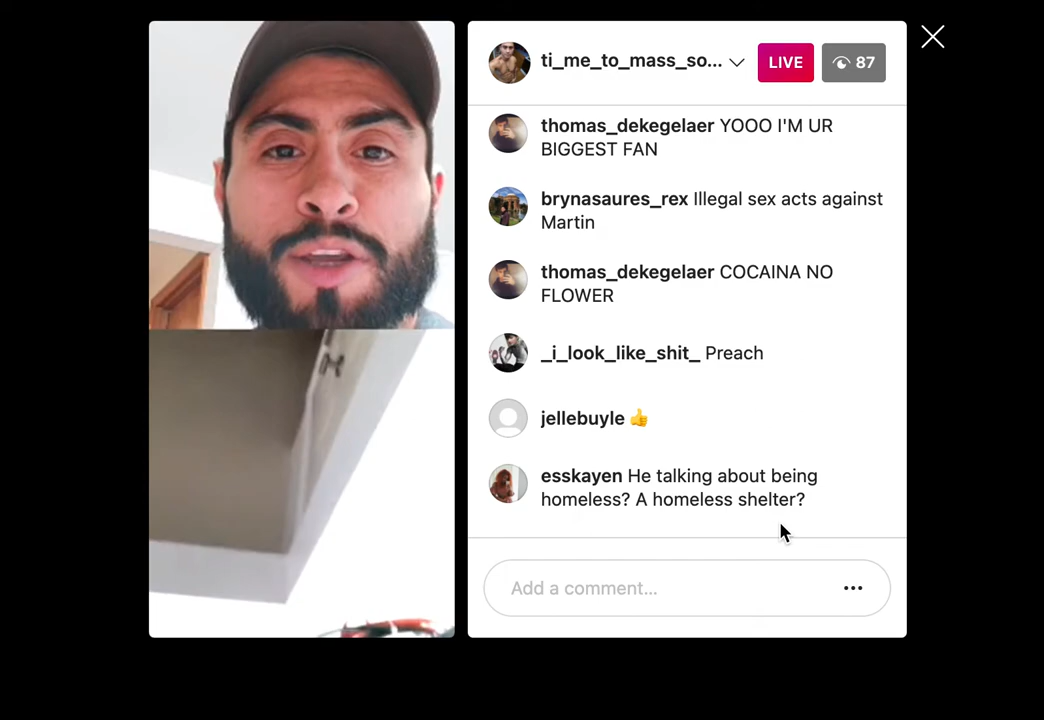 ti_me_to_mass_so...
LIVE
87
thomas_dekegelaer YOOO I'M UR
BIGGEST FAN
brynasaures_rex Illegal sex acts against
Martin
thomas_dekegelaer COCAINA NO
FLOWER
_i_look_like_shit_ Preach
jellebuyle 👍
esskayen He talking about being
homeless? A homeless shelter?
Add a comment...